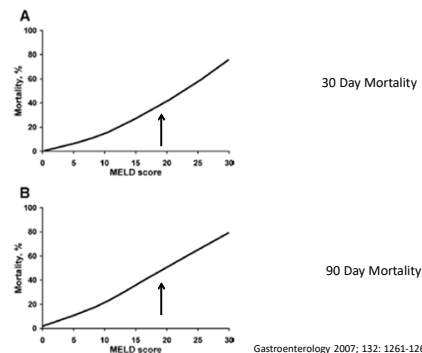 A
30 Day Mortality
Mortality, %
100
80
60
40
20
0
0 5 10 15 20 25 30
MELD score
B
90 Day Mortality
Mortality, %
100
80
60
40
20
0
0 5 10 15 20 25 30
MELD score
Gastroenterology 2007; 132: 1261-126